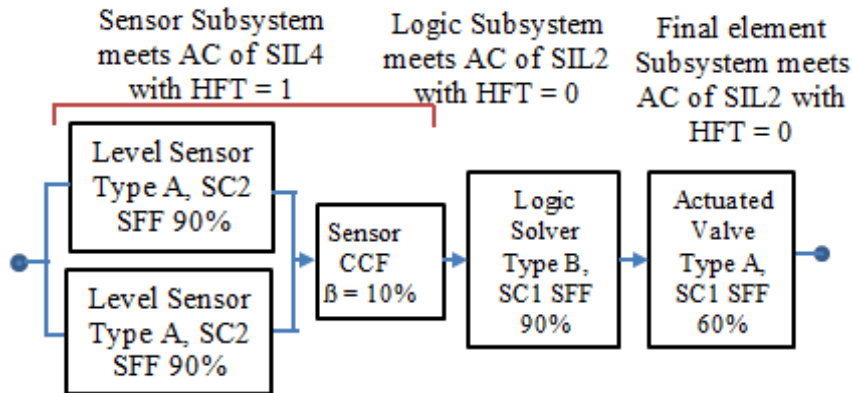 Sensor Subsystem
meets AC of SIL4
with HFT = 1
Logic Subsystem
meets AC of SIL2
with HFT = 0
Final element
Subsystem meets
AC of SIL2 with
HFT = 0
Level Sensor
Type A, SC2
SFF 90%
Level Sensor
Type A, SC2
SFF 90%
Sensor
CCF
ß = 10%
Logic
Solver
Type B,
SC1 SFF
90%
Actuated
Valve
Type A,
SC1 SFF
60%